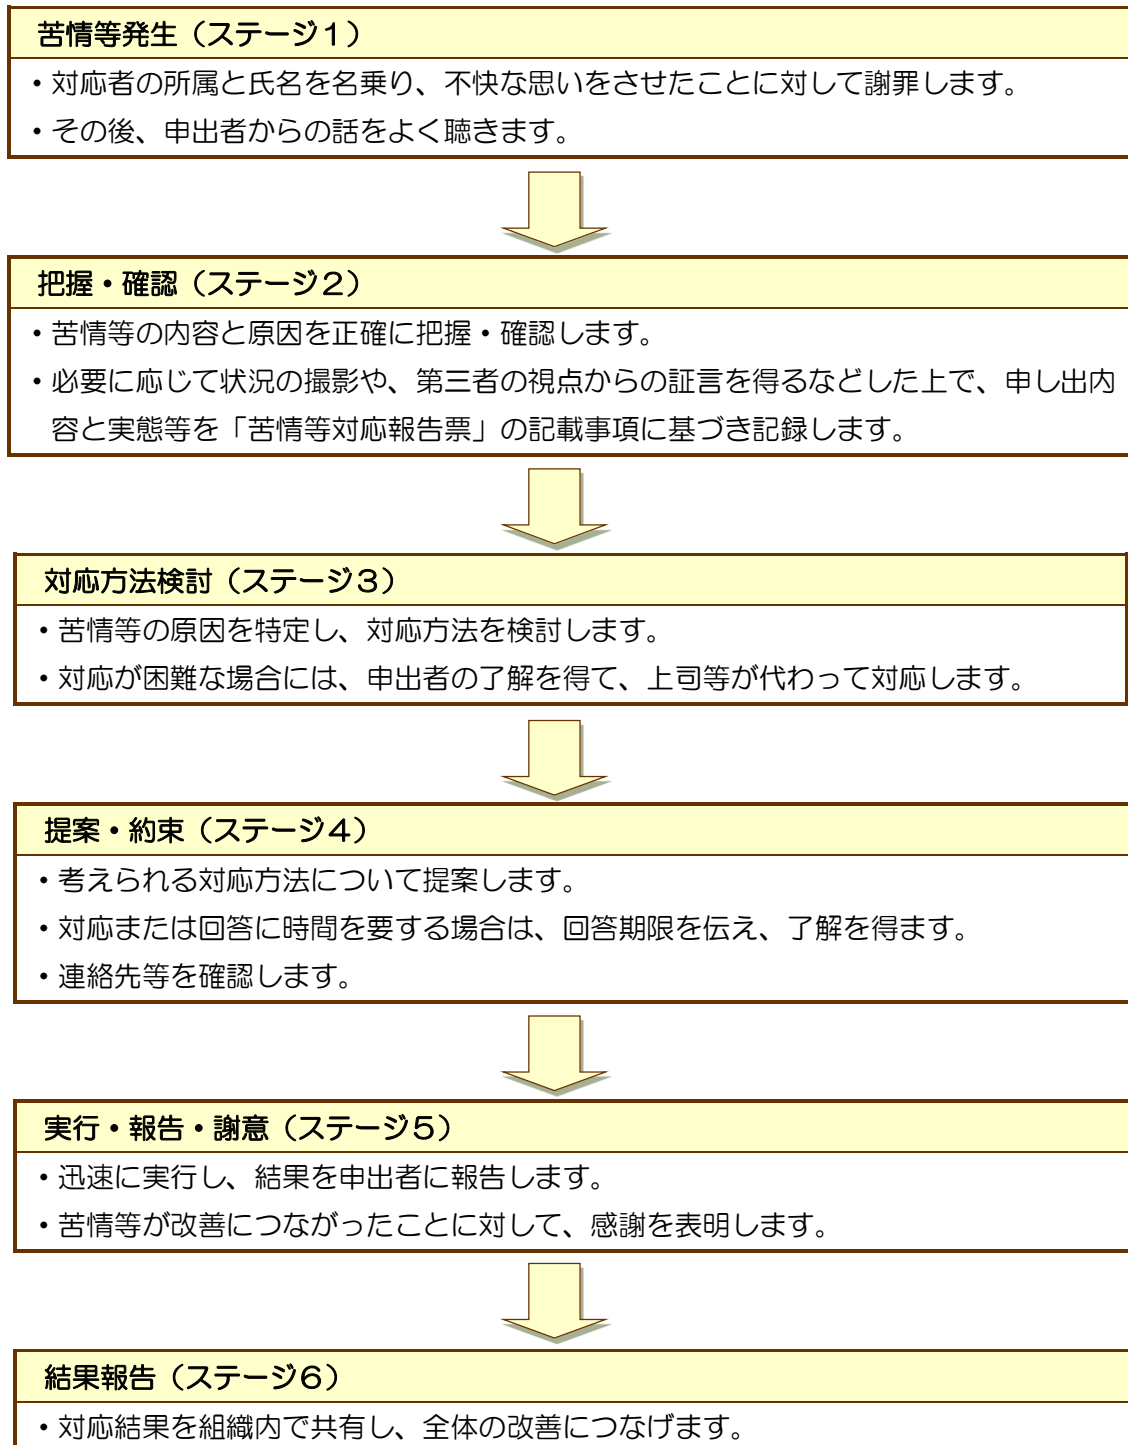 苦情等発生（ステージ１）
・対応者の所属と氏名を名乗り、不快な思いをさせたことに対して謝罪します。
・その後、申出者からの話をよく聴きます。
把握・確認（ステージ２）
・苦情等の内容と原因を正確に把握・確認します。
・必要に応じて状況の撮影や、第三者の視点からの証言を得るなどした上で、申し出内
容と実態等を「苦情等対応報告票」の記載事項に基づき記録します。
対応方法検討（ステージ３）
・苦情等の原因を特定し、対応方法を検討します。
・対応が困難な場合には、申出者の了解を得て、上司等が代わって対応します。
提案・約束（ステージ４）
・考えられる対応方法について提案します。
・対応または回答に時間を要する場合は、回答期限を伝え、了解を得ます。
・連絡先等を確認します。
実行・報告・謝意（ステージ５）
・迅速に実行し、結果を申出者に報告します。
・苦情等が改善につながったことに対して、感謝を表明します。
結果報告（ステージ６）
・対応結果を組織内で共有し、全体の改善につなげます。